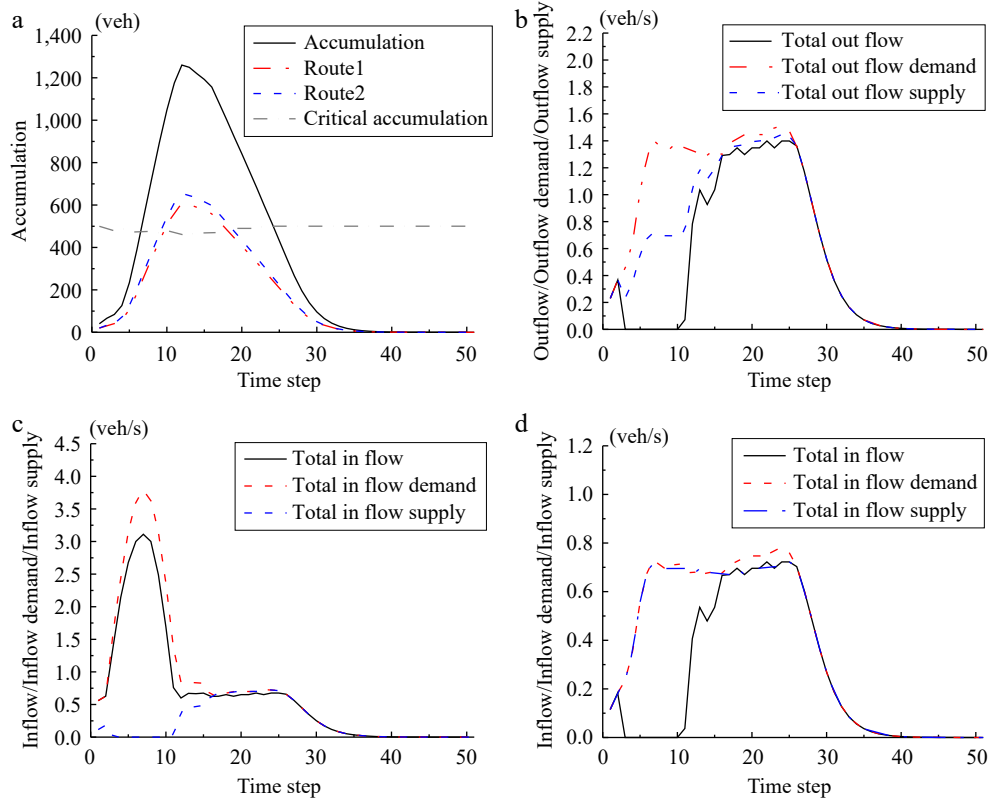 a
(veh)
1,400
1,200
1,000
800
600
400
200
0
Accumulation
Accumulation
Route1
Route2
Critical accumulation
0
10
20
30
40
50
Time step
b
(veh/s)
2.2
2.0
1.8
1.6
1.4
1.2
1.0
0.8
0.6
0.4
0.2
0.0
Outflow/Outflow demand/Outflow supply
Total out flow
Total out flow demand
Total out flow supply
0
10
20
30
40
50
Time step
c
(veh/s)
4.5
4.0
3.5
3.0
2.5
2.0
1.5
1.0
0.5
0.0
Inflow/Inflow demand/Inflow supply
Total in flow
Total in flow demand
Total in flow supply
0
10
20
30
40
50
Time step
d
(veh/s)
1.2
1.0
0.8
0.6
0.4
0.2
0.0
Inflow/Inflow demand/Inflow supply
Total in flow
Total in flow demand
Total in flow supply
0
10
20
30
40
50
Time step